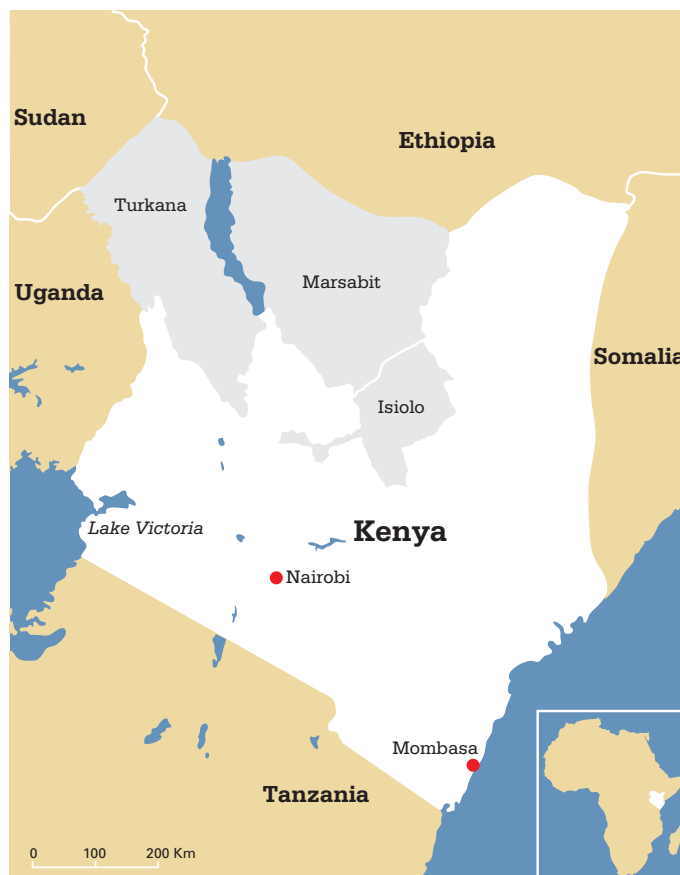 Sudan
Ethiopia
Turkana
Marsabit
Uganda
Somalia
Isiolo
Lake Victoria
Kenya
Nairobi
Mombasa
Tanzania
0 100 200 Km